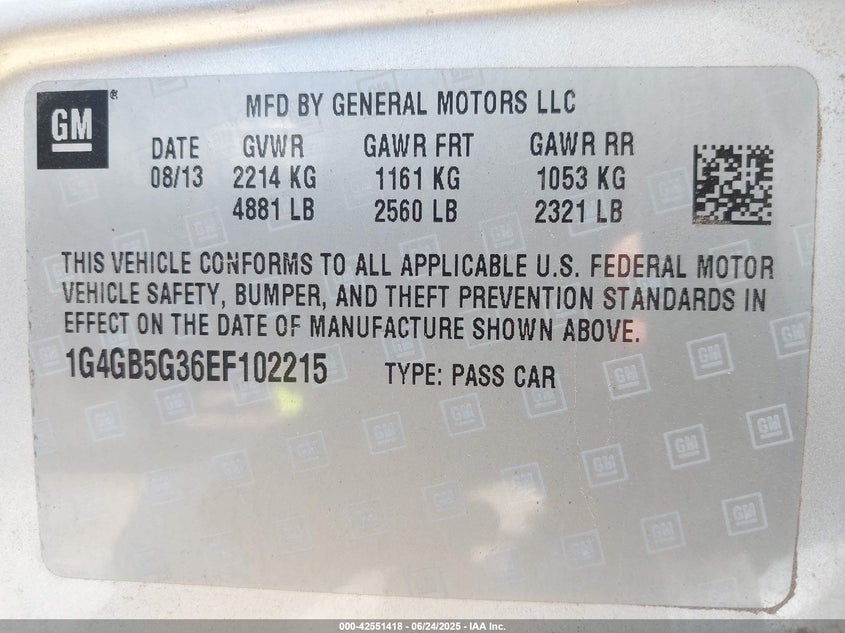 GM®
MFD BY GENERAL MOTORS LLC
DATE GVWR GAWR FRT GAWR RR
08/13 2214 KG 1161 KG 1053 KG
4881 LB 2560 LB 2321 LB
THIS VEHICLE CONFORMS TO ALL APPLICABLE U.S. FEDERAL MOTOR
VEHICLE SAFETY, BUMPER, AND THEFT PREVENTION STANDARDS IN
EFFECT ON THE DATE OF MANUFACTURE SHOWN ABOVE.
1G4GB5G36EF102215 TYPE: PASS CAR
000-42551418 - 06/24/2025 - IAA Inc.